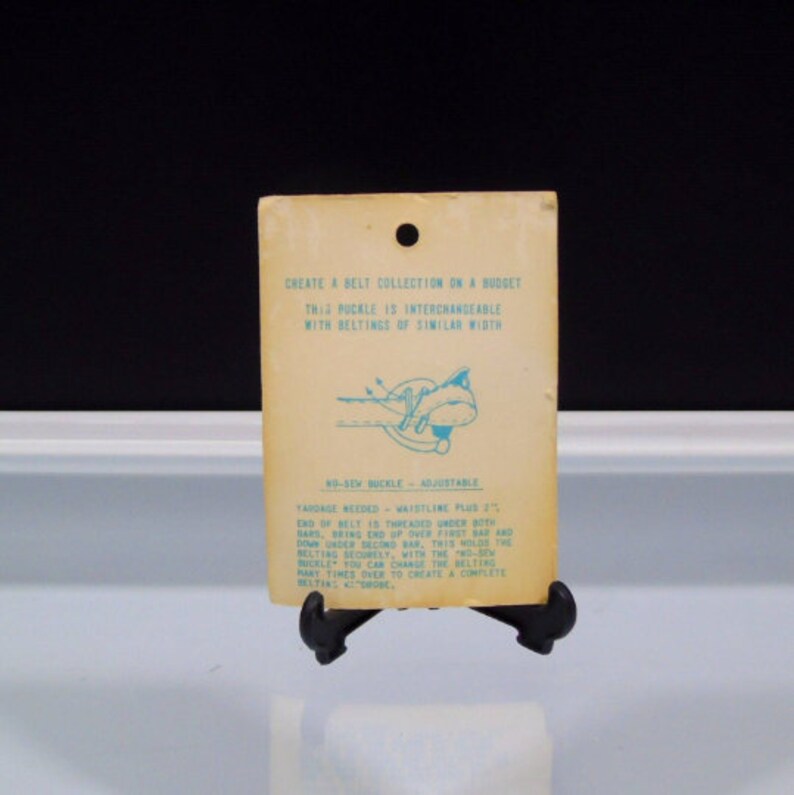 CREATE A BELT COLLECTION ON A BUDGET
THIS BUCKLE IS INTERCHANGEABLE
WITH BELTINGS OF SIMILAR WIDTH
NO-SEW BUCKLE - ADJUSTABLE
YARDAGE NEEDED - WAISTLINE PLUS 2".
END OF BELT IS THREADED UNDER BOTH
BARS, BRING END UP OVER FIRST BAR AND
DOWN UNDER SECOND BAR, THIS HOLDS THE
BELTING SECURELY, WITH THE "NO-SEW
BUCKLE" YOU CAN CHANGE THE BELTING
MANY TIMES OVER TO CREATE A COMPLETE
BELTING WARDROBE.